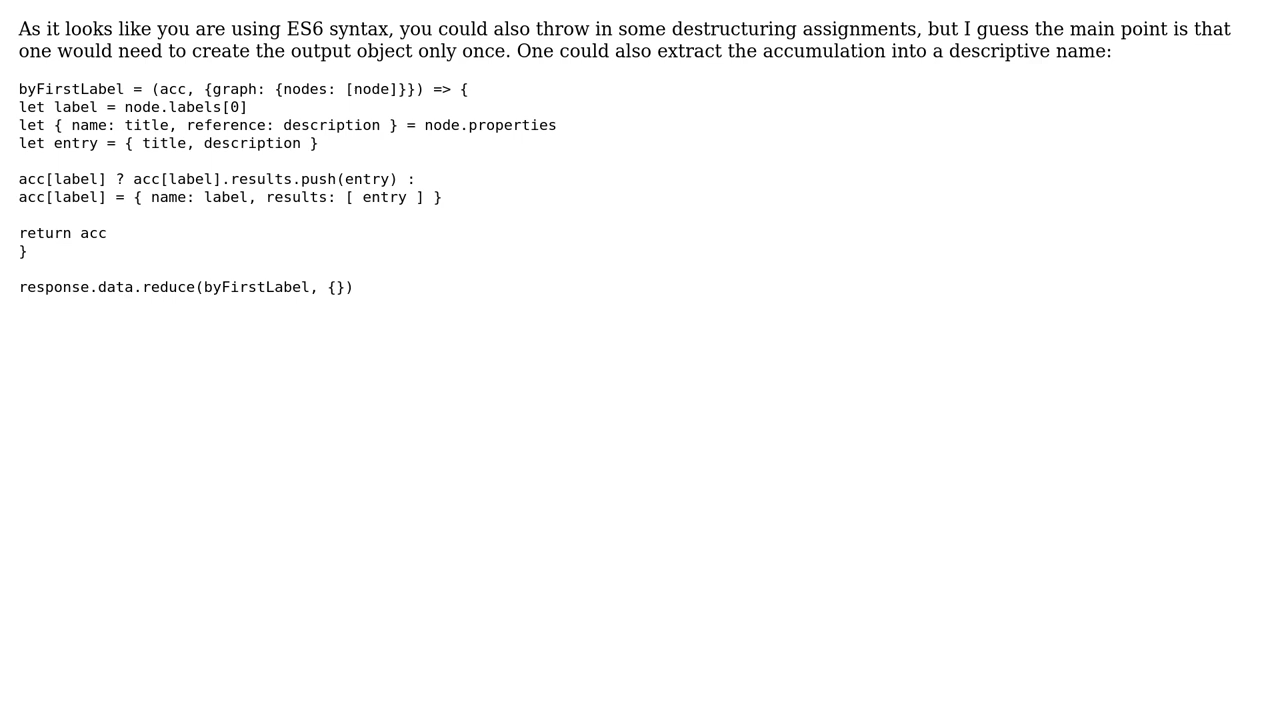 As it looks like you are using ES6 syntax, you could also throw in some destructuring assignments, but I guess the main point is that
one would need to create the output object only once. One could also extract the accumulation into a descriptive name:
byFirstLabel = (acc, {graph: {nodes: [node]}}) => {
let label = node.labels[0]
let { name: title, reference: description } = node.properties
let entry = { title, description }
acc[label] ? acc[label].results.push(entry) :
acc[label] = { name: label, results: [ entry ] }
return acc
}
response.data.reduce(byFirstLabel, {})